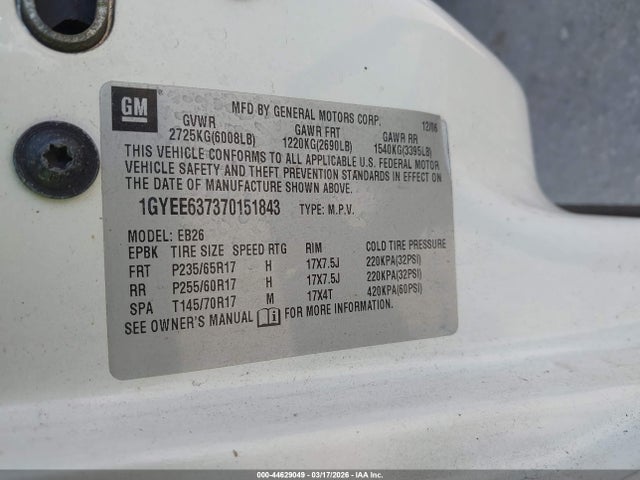 GM
MFD BY GENERAL MOTORS CORP. 12/06
GVWR GAWR FRT GAWR RR
2725KG(6008LB) 1220KG(2690LB) 1540KG(3395LB)
THIS VEHICLE CONFORMS TO ALL APPLICABLE U.S. FEDERAL MOTOR
VEHICLE SAFETY AND THEFT PREVENTION STANDARDS IN EFFECT ON
THE DATE OF MANUFACTURE SHOWN ABOVE.
1GYEE637370151843 TYPE: M.P.V.
MODEL: EB26
EPBK TIRE SIZE SPEED RTG RIM COLD TIRE PRESSURE
FRT P235/65R17 H 17X7.5J 220KPA(32PSI)
RR P255/60R17 H 17X7.5J 220KPA(32PSI)
SPA T145/70R17 M 17X4T 420KPA(60PSI)
SEE OWNER'S MANUAL FOR MORE INFORMATION.
000-44629049 - 03/17/2026 - IAA Inc.